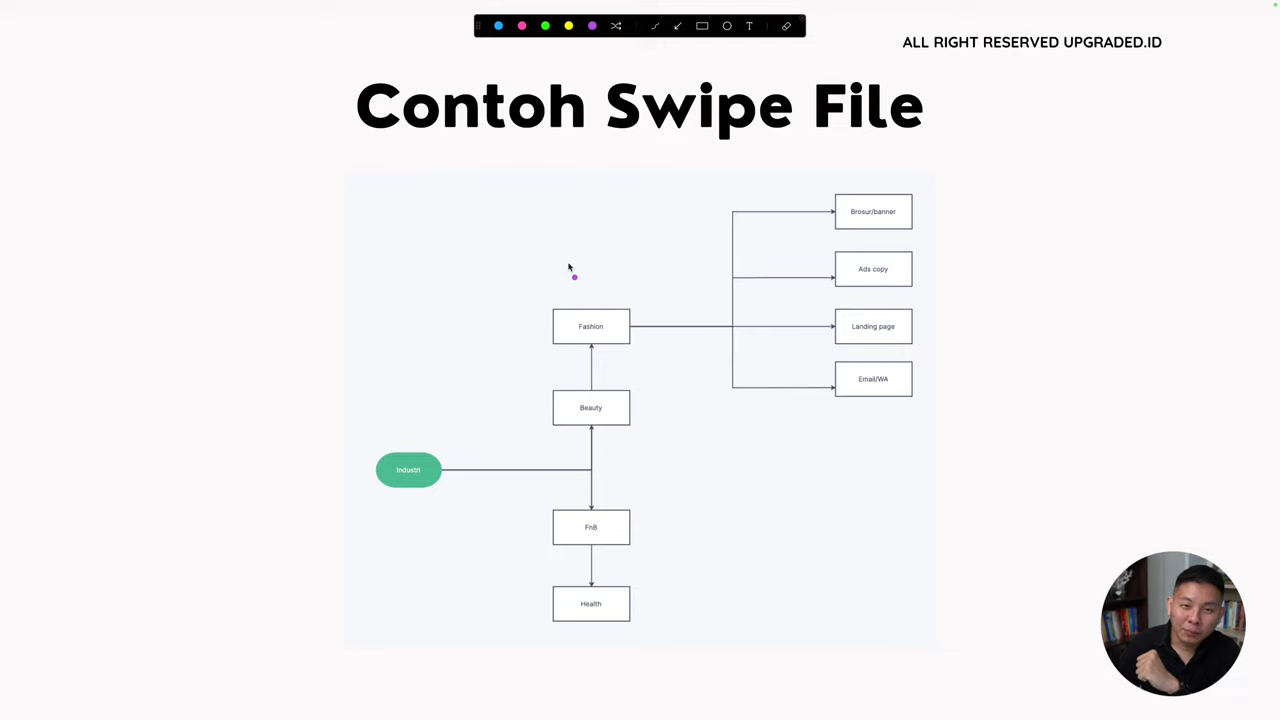 ALL RIGHT RESERVED UPGRADED.ID
Contoh Swipe File
Brosur/banner
Ads copy
Fashion
Landing page
Email/WA
Beauty
Industri
FnB
Health